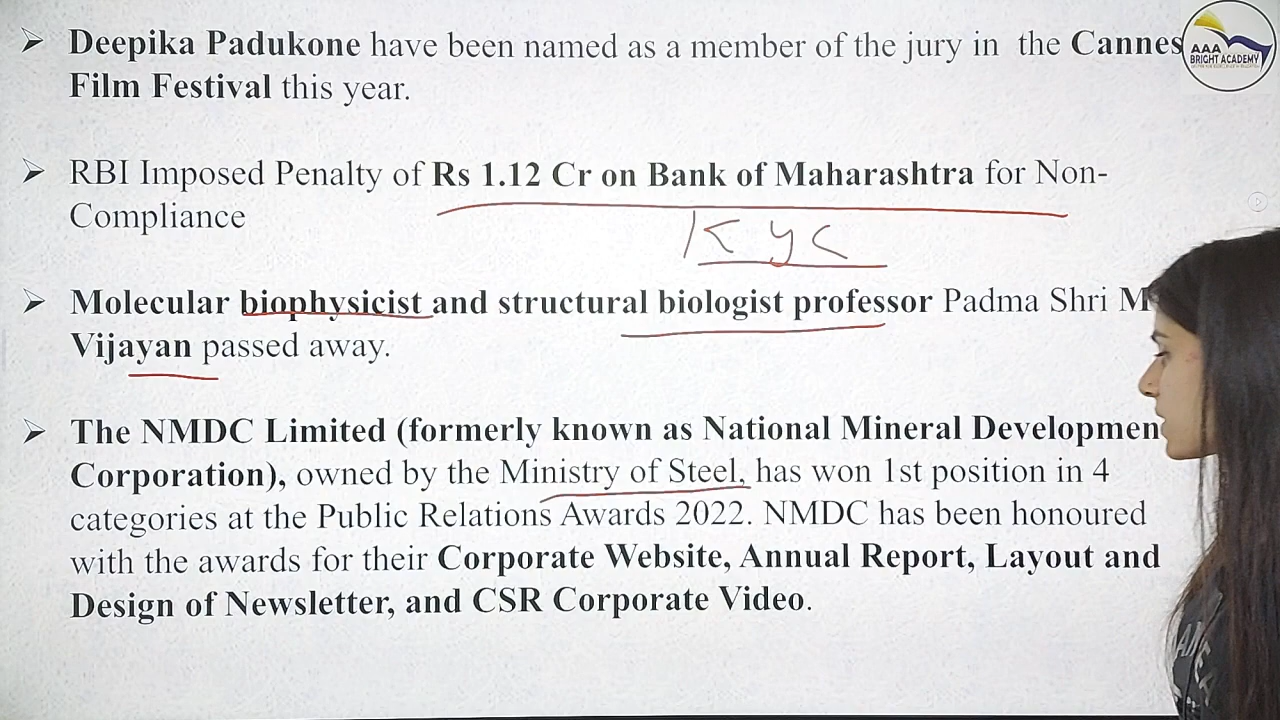 Deepika Padukone have been named as a member of the jury in the Cannes
Film Festival this year.
RBI Imposed Penalty of Rs 1.12 Cr on Bank of Maharashtra for Non-
Compliance
KYC
Molecular biophysicist and structural biologist professor Padma Shri M
Vijayan passed away.
The NMDC Limited (formerly known as National Mineral Developmen
Corporation), owned by the Ministry of Steel, has won 1st position in 4
categories at the Public Relations Awards 2022. NMDC has been honoured
with the awards for their Corporate Website, Annual Report, Layout and
Design of Newsletter, and CSR Corporate Video.
AAA
BRIGHT ACADEMY